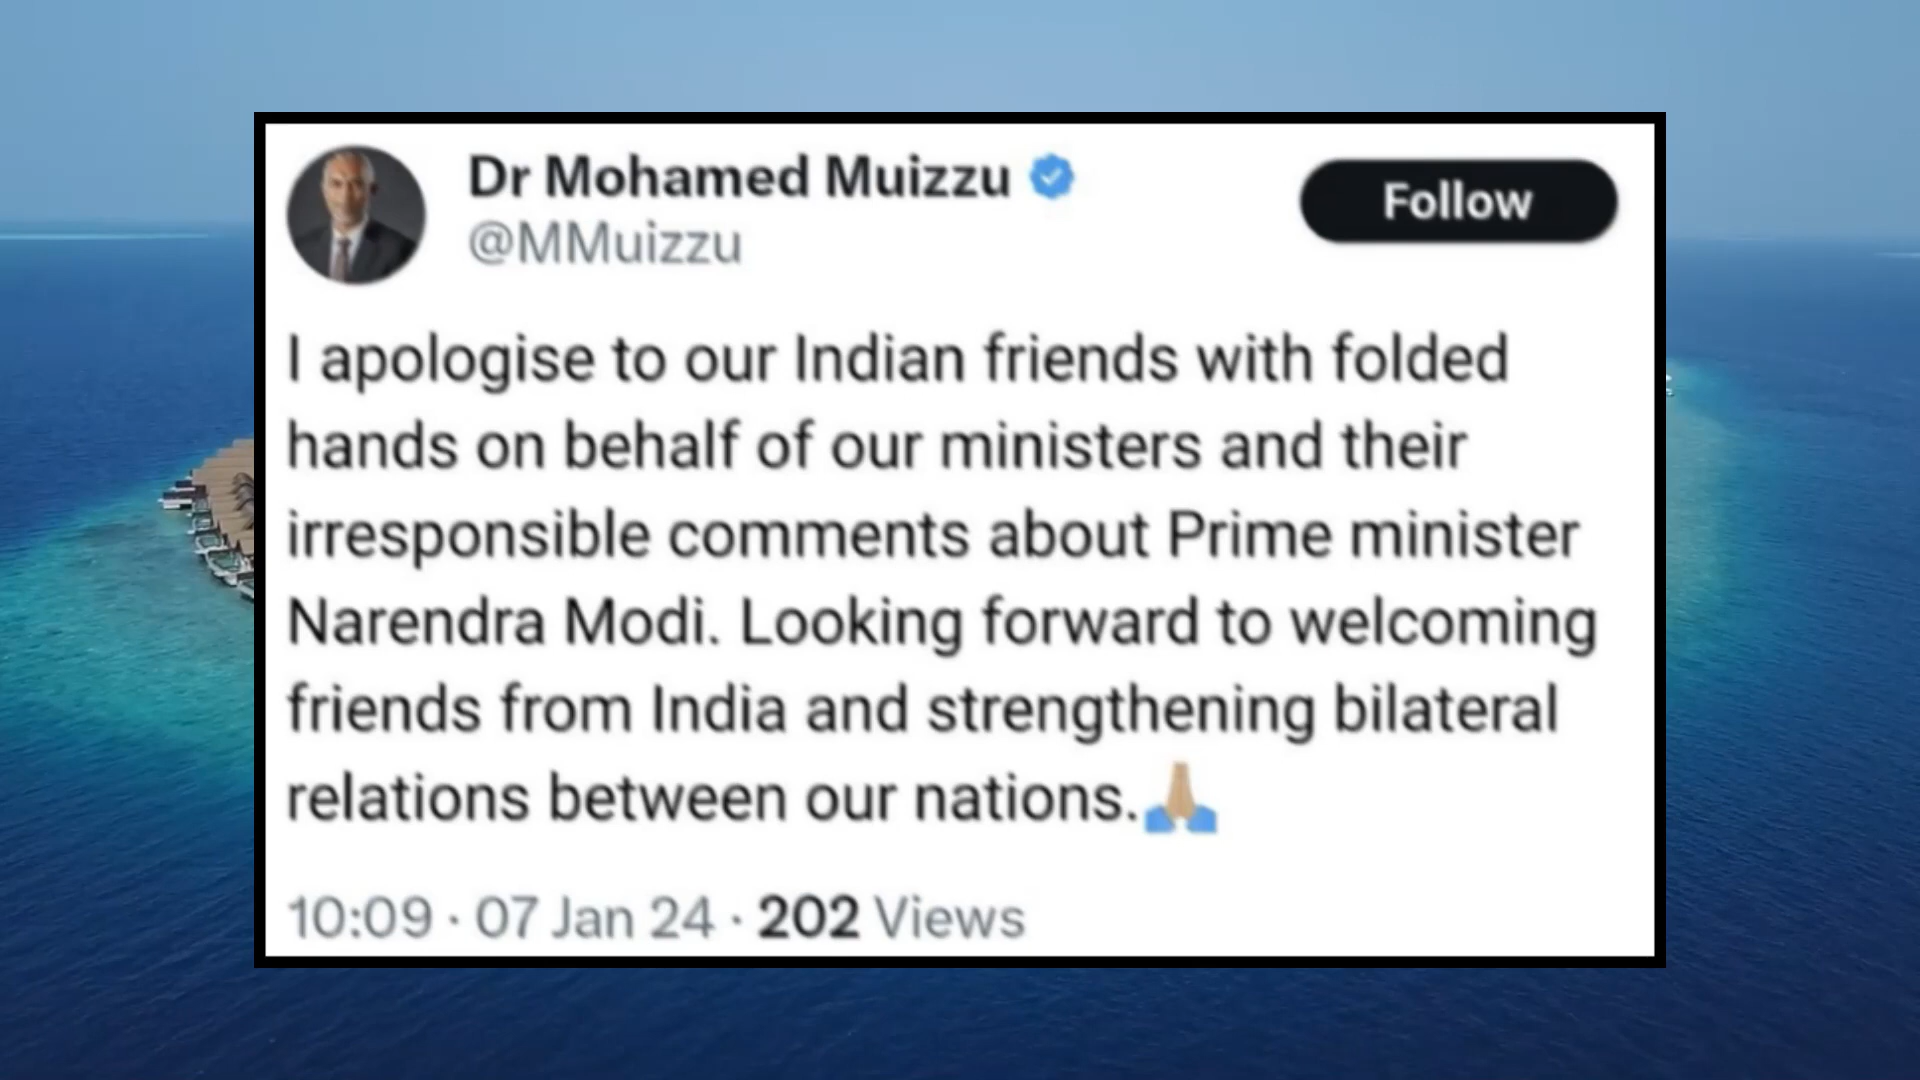 Dr Mohamed Muizzu
@MMuizzu
Follow
I apologise to our Indian friends with folded
hands on behalf of our ministers and their
irresponsible comments about Prime minister
Narendra Modi. Looking forward to welcoming
friends from India and strengthening bilateral
relations between our nations.🙏🏼
10:09 · 07 Jan 24 · 202 Views